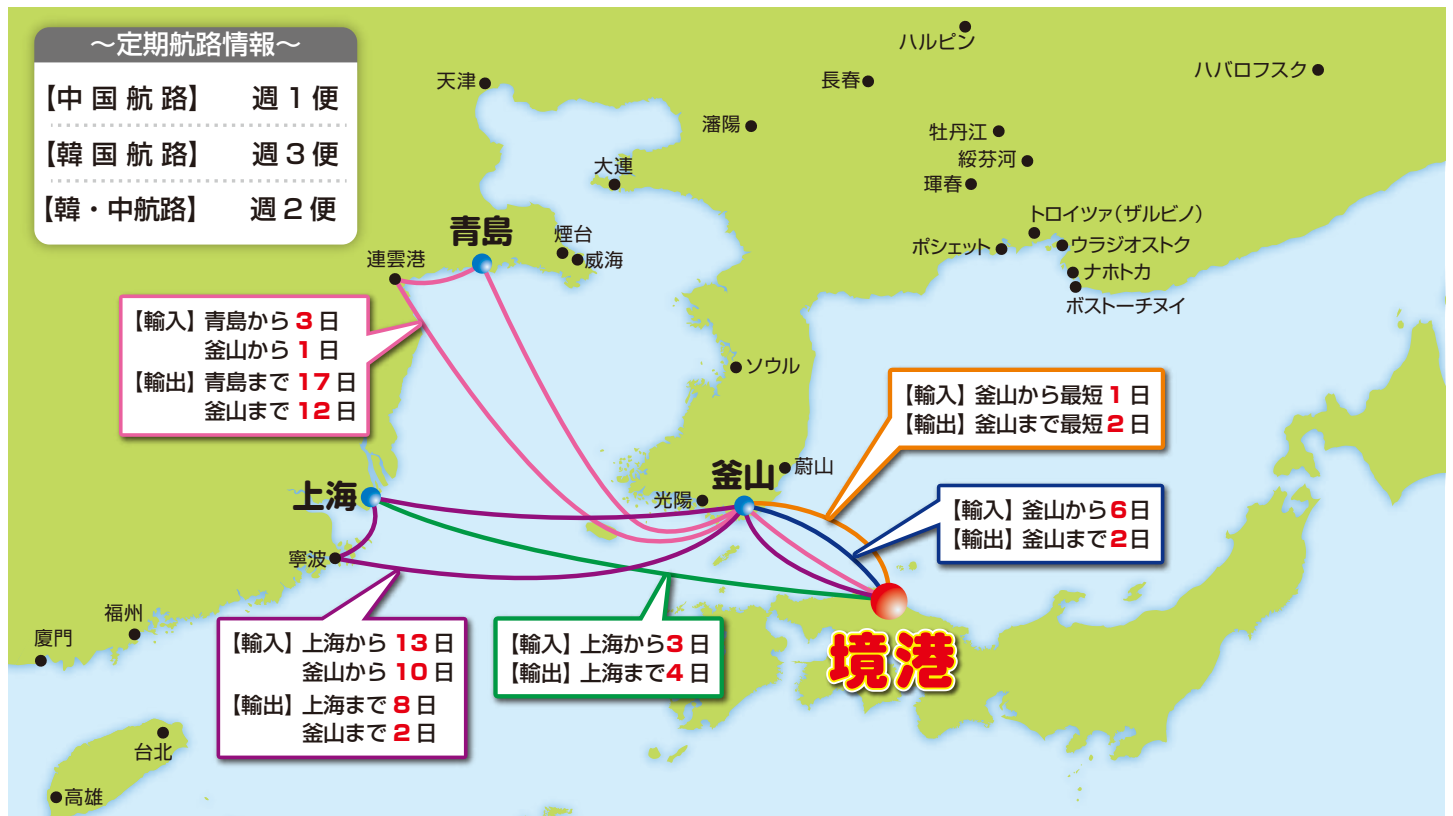 ～定期航路情報～
【中国航路】 週1便
【韓国航路】 週3便
【韓・中航路】 週2便
ハルピン
ハバロフスク
長春
天津
瀋陽
牡丹江
綏芬河
大連
琿春
トロイツァ（ザルビノ）
青島
煙台
ポシェット
ウラジオストク
連雲港
威海
ナホトカ
ボストーチヌイ
【輸入】青島から3日
釜山から1日
【輸出】青島まで17日
釜山まで12日
ソウル
【輸入】釜山から最短1日
【輸出】釜山まで最短2日
釜山
蔚山
上海
光陽
【輸入】釜山から6日
【輸出】釜山まで2日
寧波
福州
廈門
【輸入】上海から13日
釜山から10日
【輸出】上海まで8日
釜山まで2日
【輸入】上海から3日
【輸出】上海まで4日
境港
台北
高雄